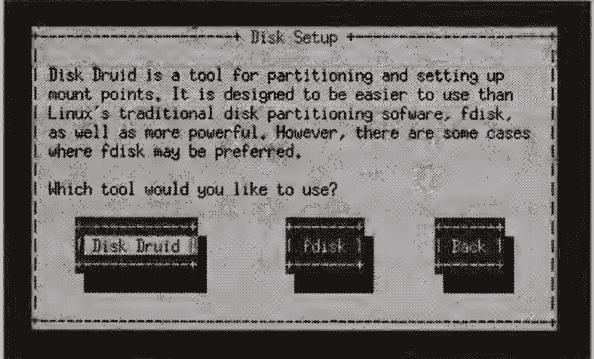 Disk Setup
Disk Druid is a tool for partitioning and setting up
mount points. It is designed to be easier to use than
Linux's traditional disk partitioning sofware, fdisk,
as well as more powerful. However, there are some cases
where fdisk may be preferred.
Which tool would you like to use?
Disk Druid fdisk Back